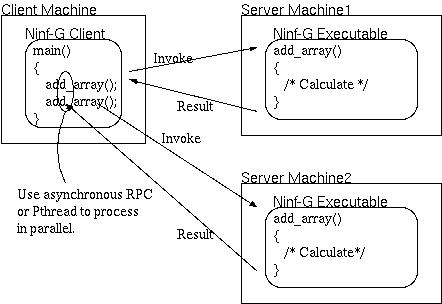 Client Machine
Ninf-G Client
main()
{
add_array();
add_array();
}
Use asynchronous RPC
or Pthread to process
in parallel.
Invoke
Result
Invoke
Result
Server Machine1
Ninf-G Executable
add_array()
{
/* Calculate */
}
Server Machine2
Ninf-G Executable
add_array()
{
/* Calculate*/
}